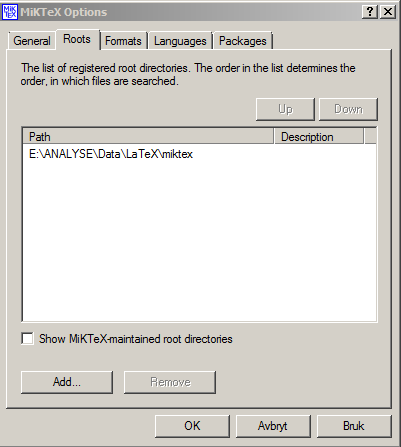 MiKTeX Options
General Roots Formats Languages Packages
The list of registered root directories. The order in the list determines the
order, in which files are searched.
Up Down
Path Description
E:\ANALYSE\Data\LaTeX\miktex
Show MiKTeX-maintained root directories
Add... Remove
OK Avbryt Bruk